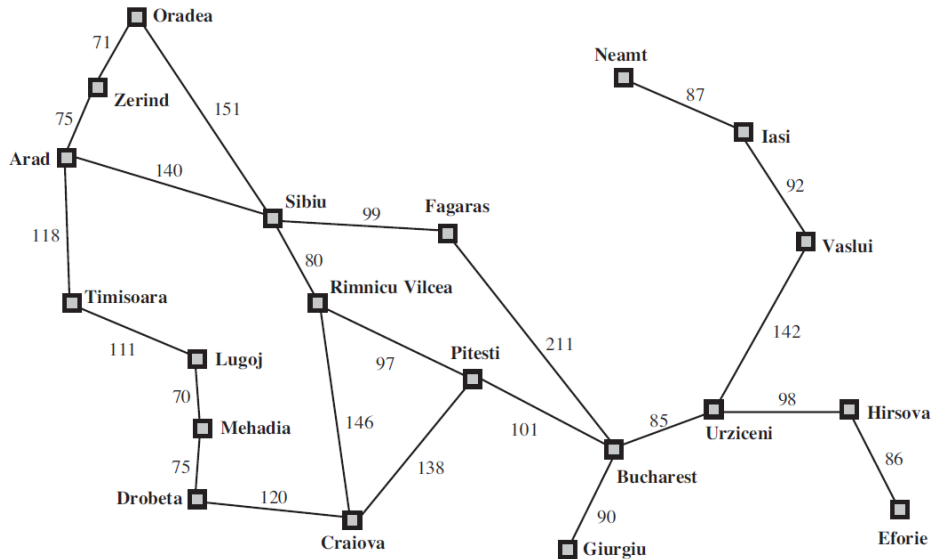 Oradea
71
Neamt
Zerind
87
75
151
Iasi
Arad
140
92
Sibiu
Fagaras
99
118
Vaslui
80
Timisoara
Rimnicu Vilcea
142
111
Lugoj
97
Pitesti
211
70
98
Hirsova
Mehadia
146
101
85
Urziceni
75
138
Bucharest
86
Drobeta
120
90
Craiova
Giurgiu
Eforie